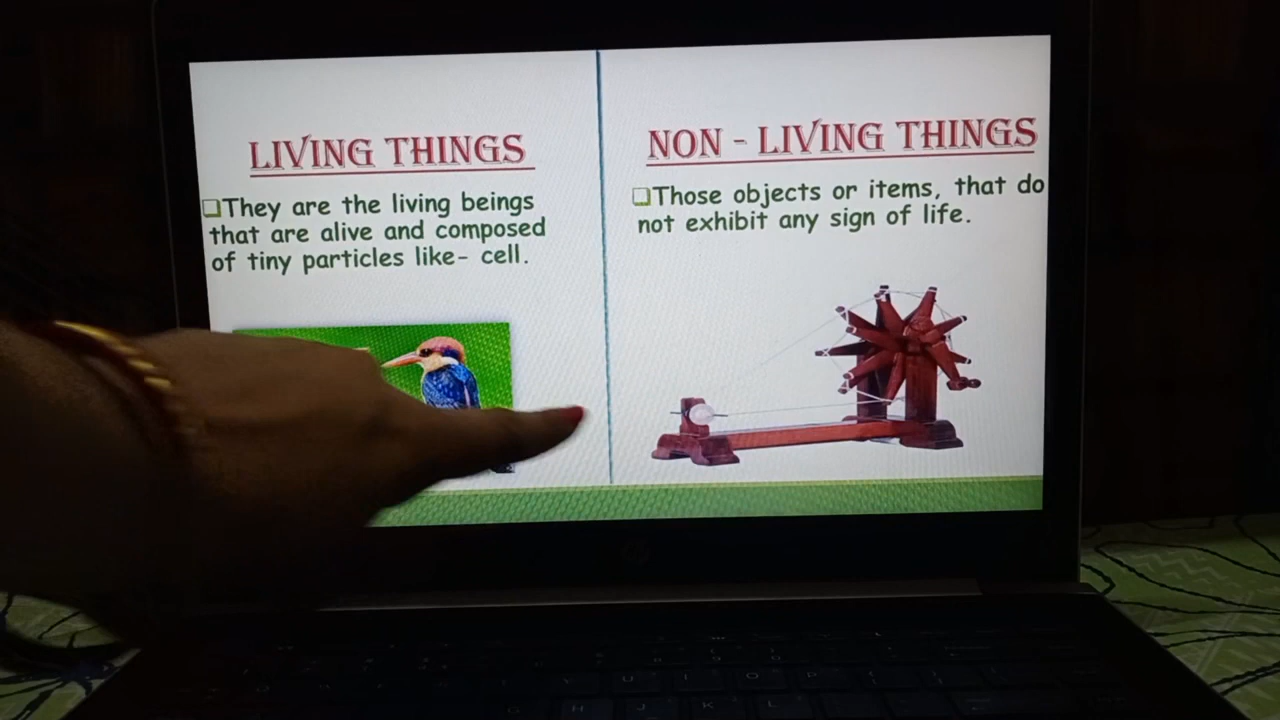 LIVING THINGS
They are the living beings
that are alive and composed
of tiny particles like- cell.
NON - LIVING THINGS
Those objects or items, that do
not exhibit any sign of life.
U I O P
H J K L